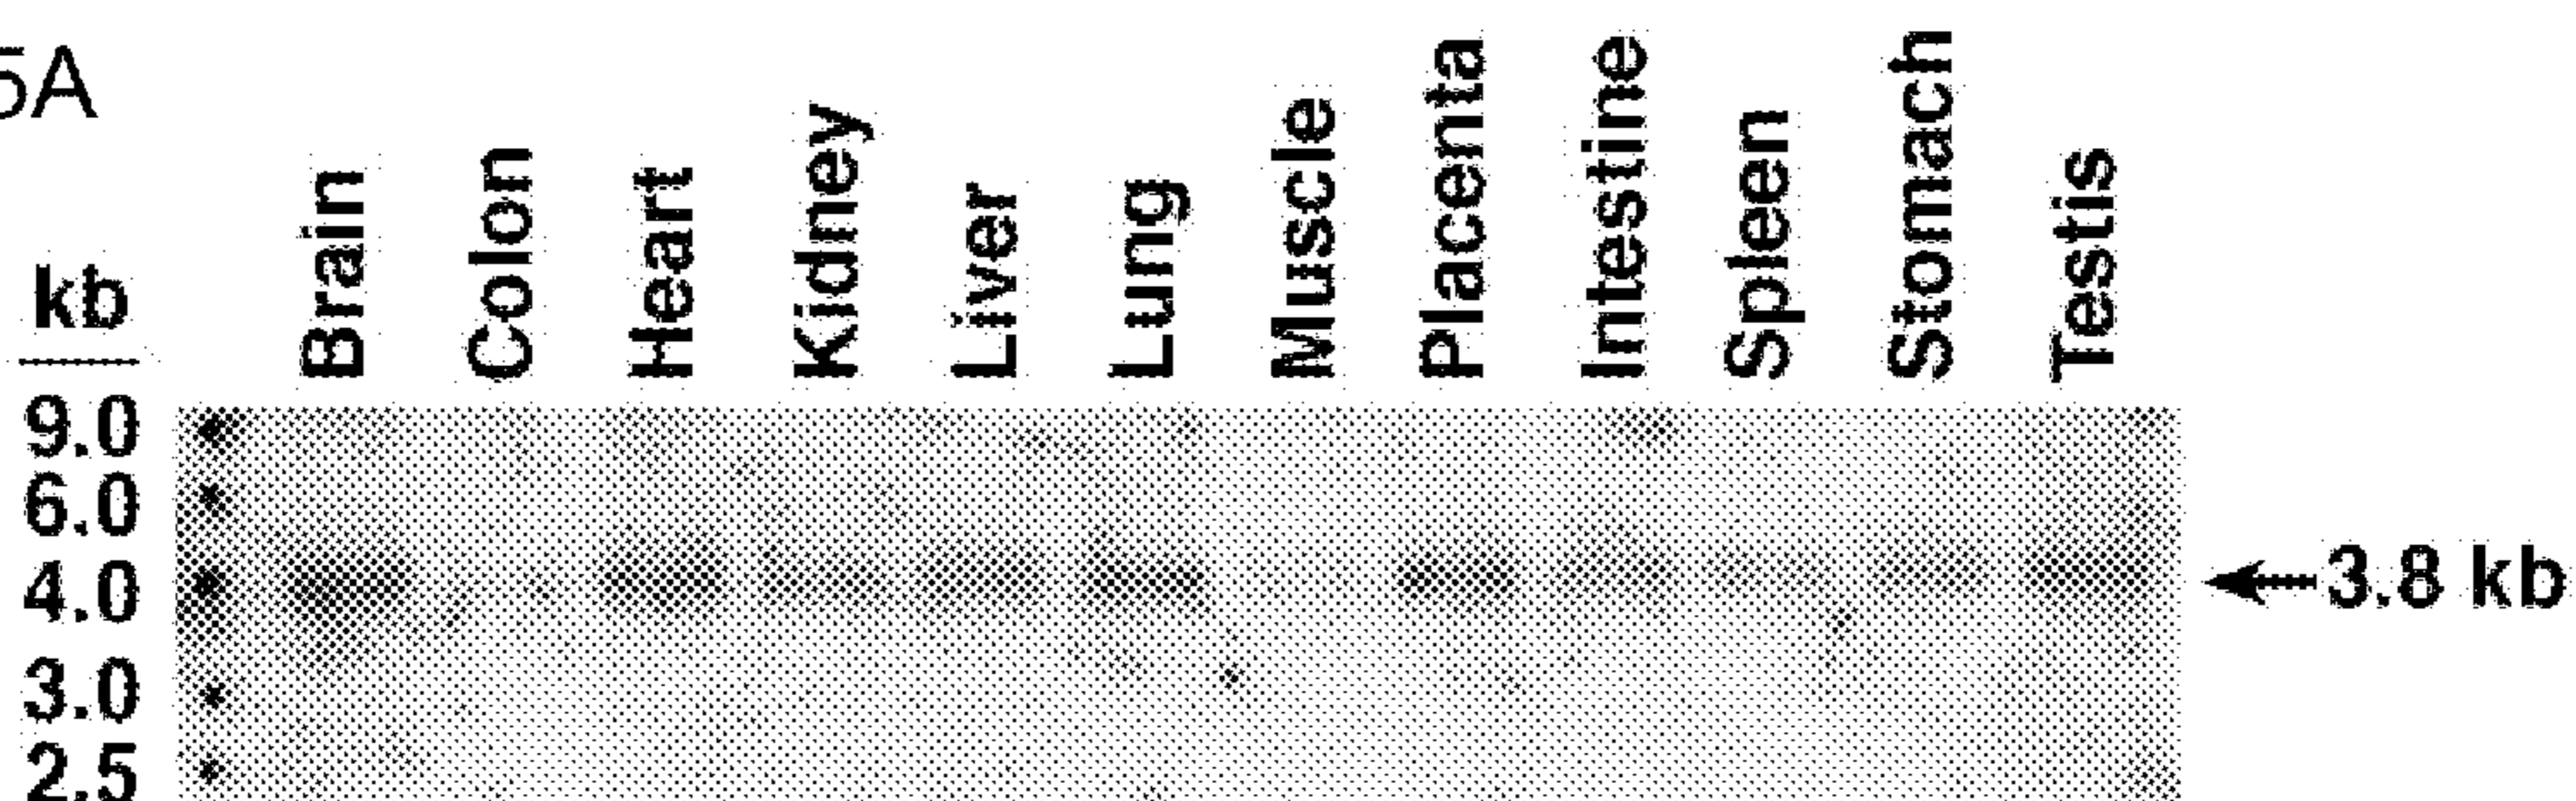 5A
Brain Colon Heart Kidney Liver Lung Muscle Placenta Intestine Spleen Stomach Testis
kb
9.0
6.0
4.0
3.8 kb
3.0
2.5